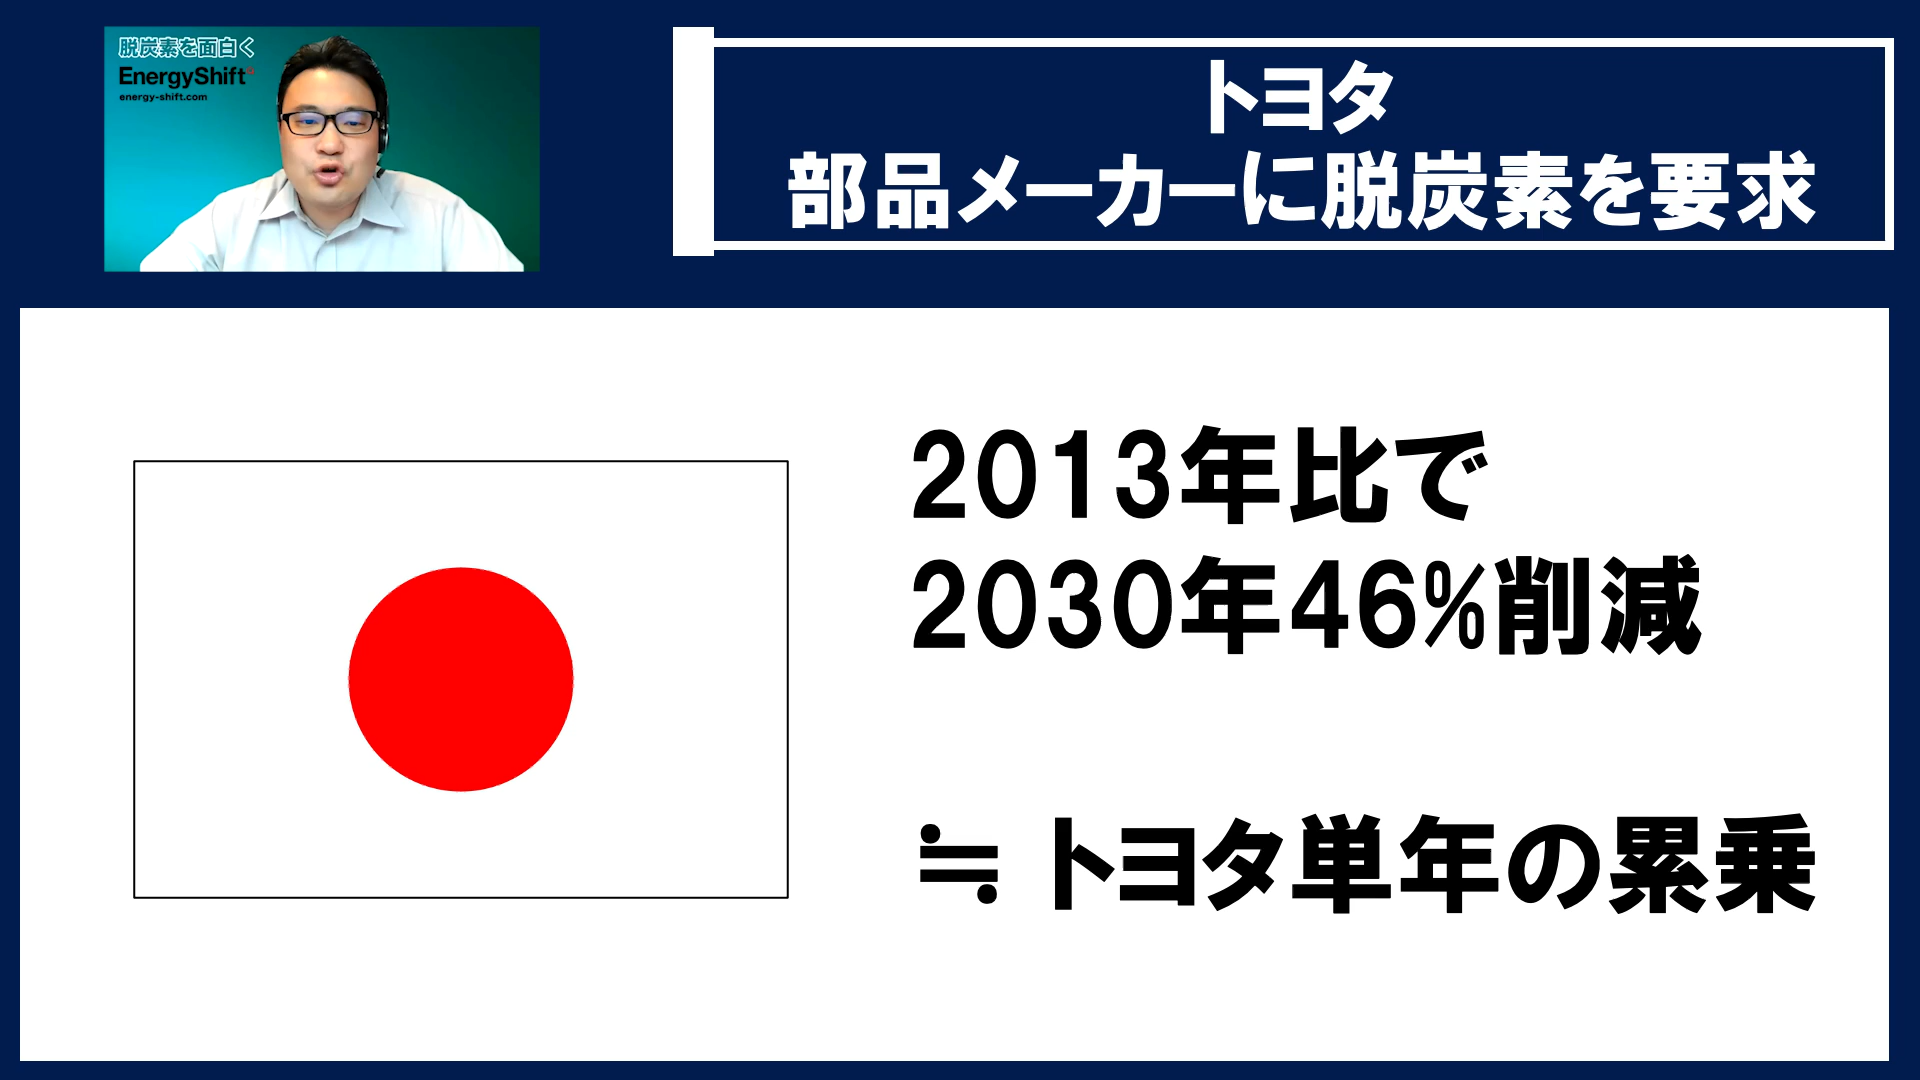 脱炭素を面白く
EnergyShift
energy-shift.com
トヨタ
部品メーカーに脱炭素を要求
2013年比で
2030年46%削減
≒ トヨタ単年の累乗